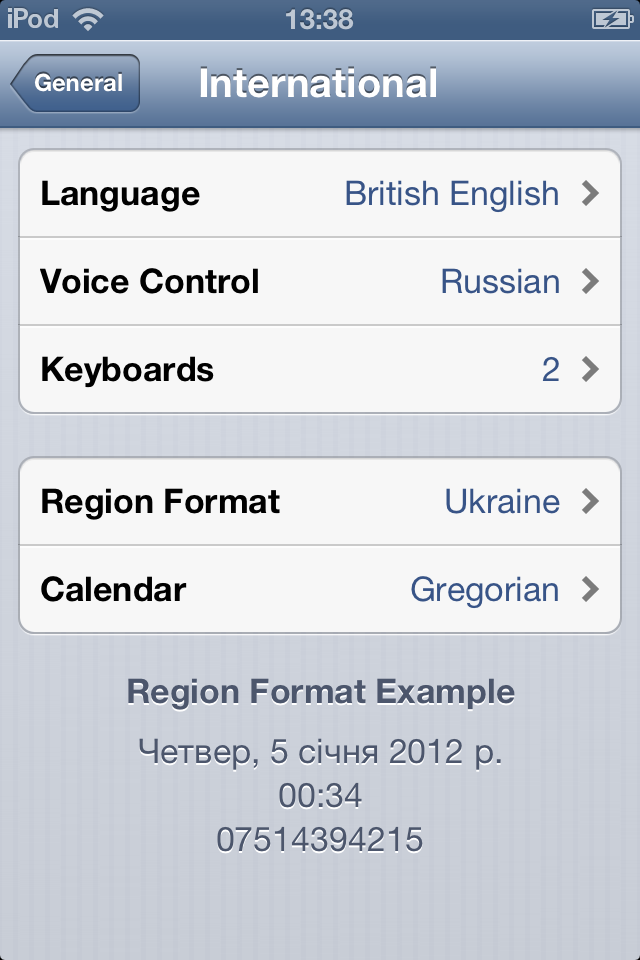 iPod 13:38
General International
Language British English
Voice Control Russian
Keyboards 2
Region Format Ukraine
Calendar Gregorian
Region Format Example
Четвер, 5 січня 2012 р.
00:34
07514394215